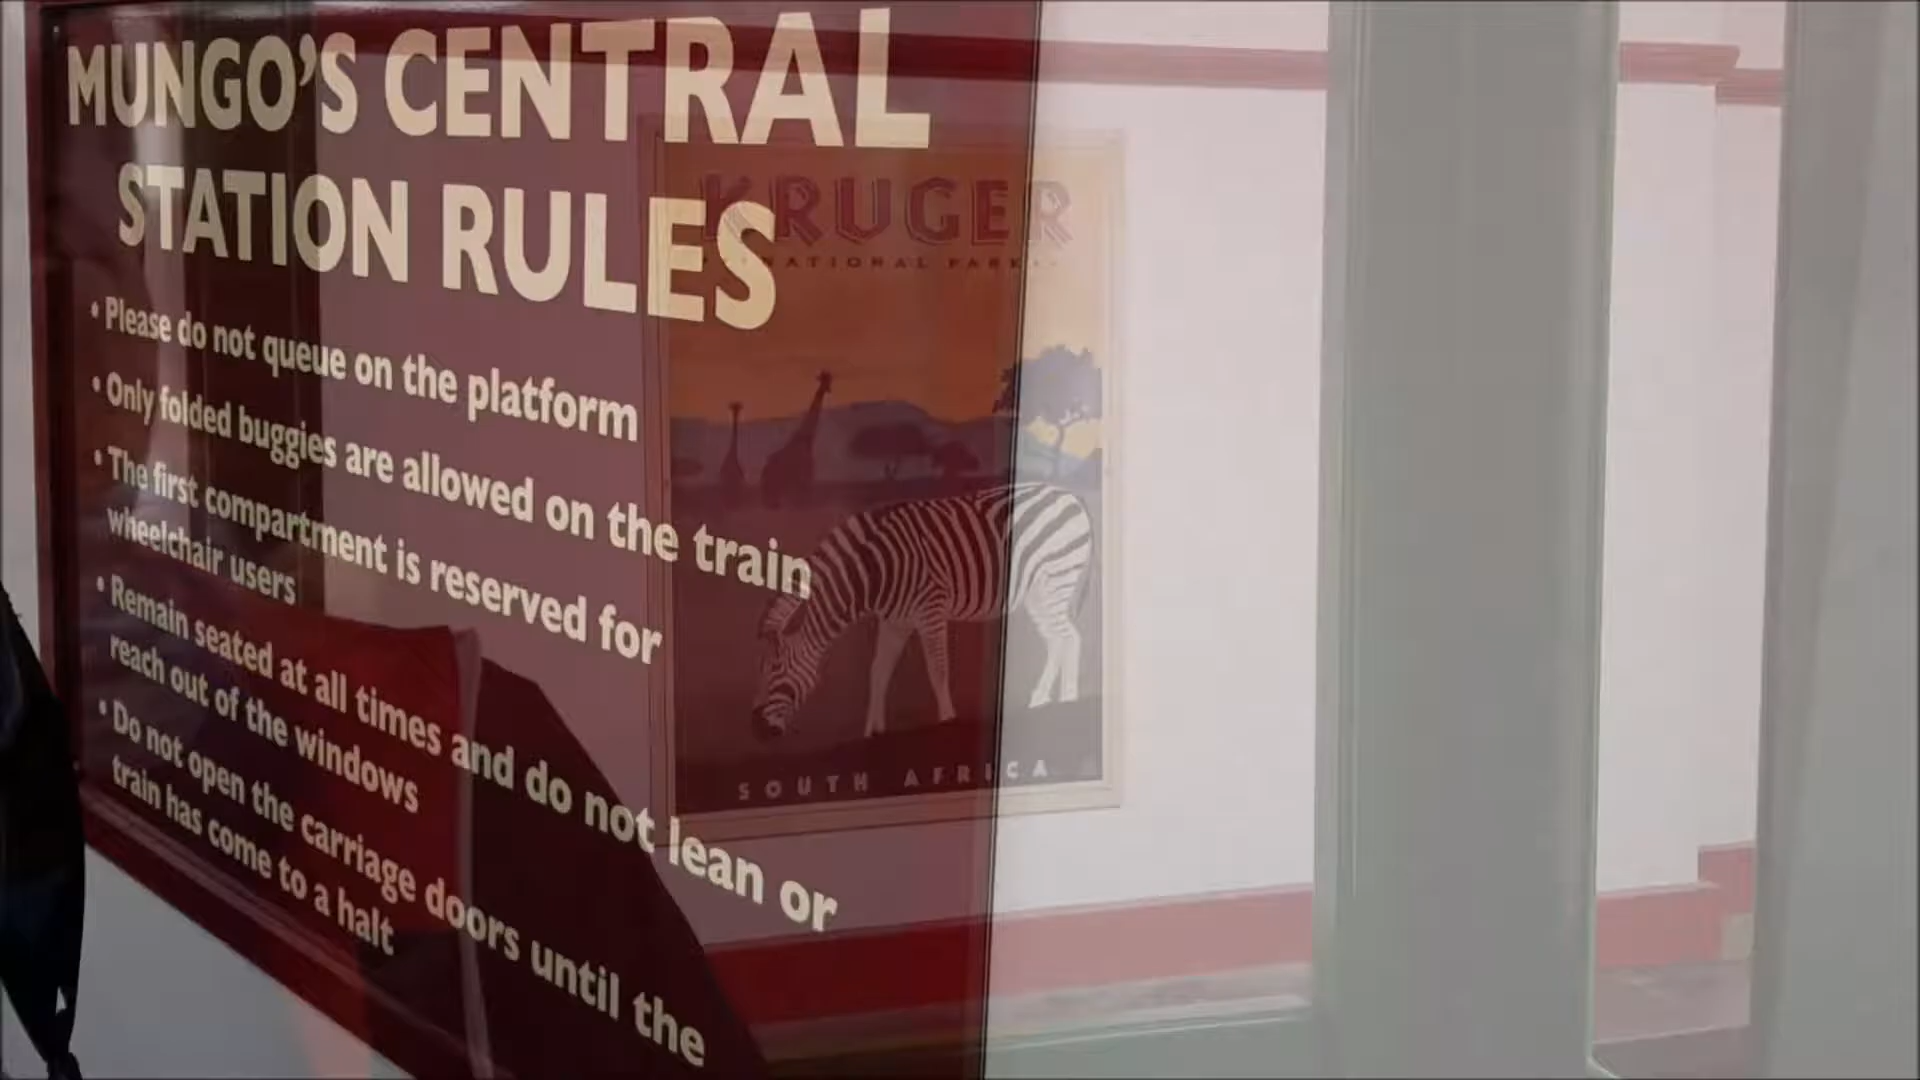 MUNGO'S CENTRAL
STATION RULES
• Please do not queue on the platform
• Only folded buggies are allowed on the train
• The first compartment is reserved for
wheelchair users
• Remain seated at all times and do not lean or
reach out of the windows
• Do not open the carriage doors until the
train has come to a halt
KRUGER
NATIONAL PARK
SOUTH AFRICA